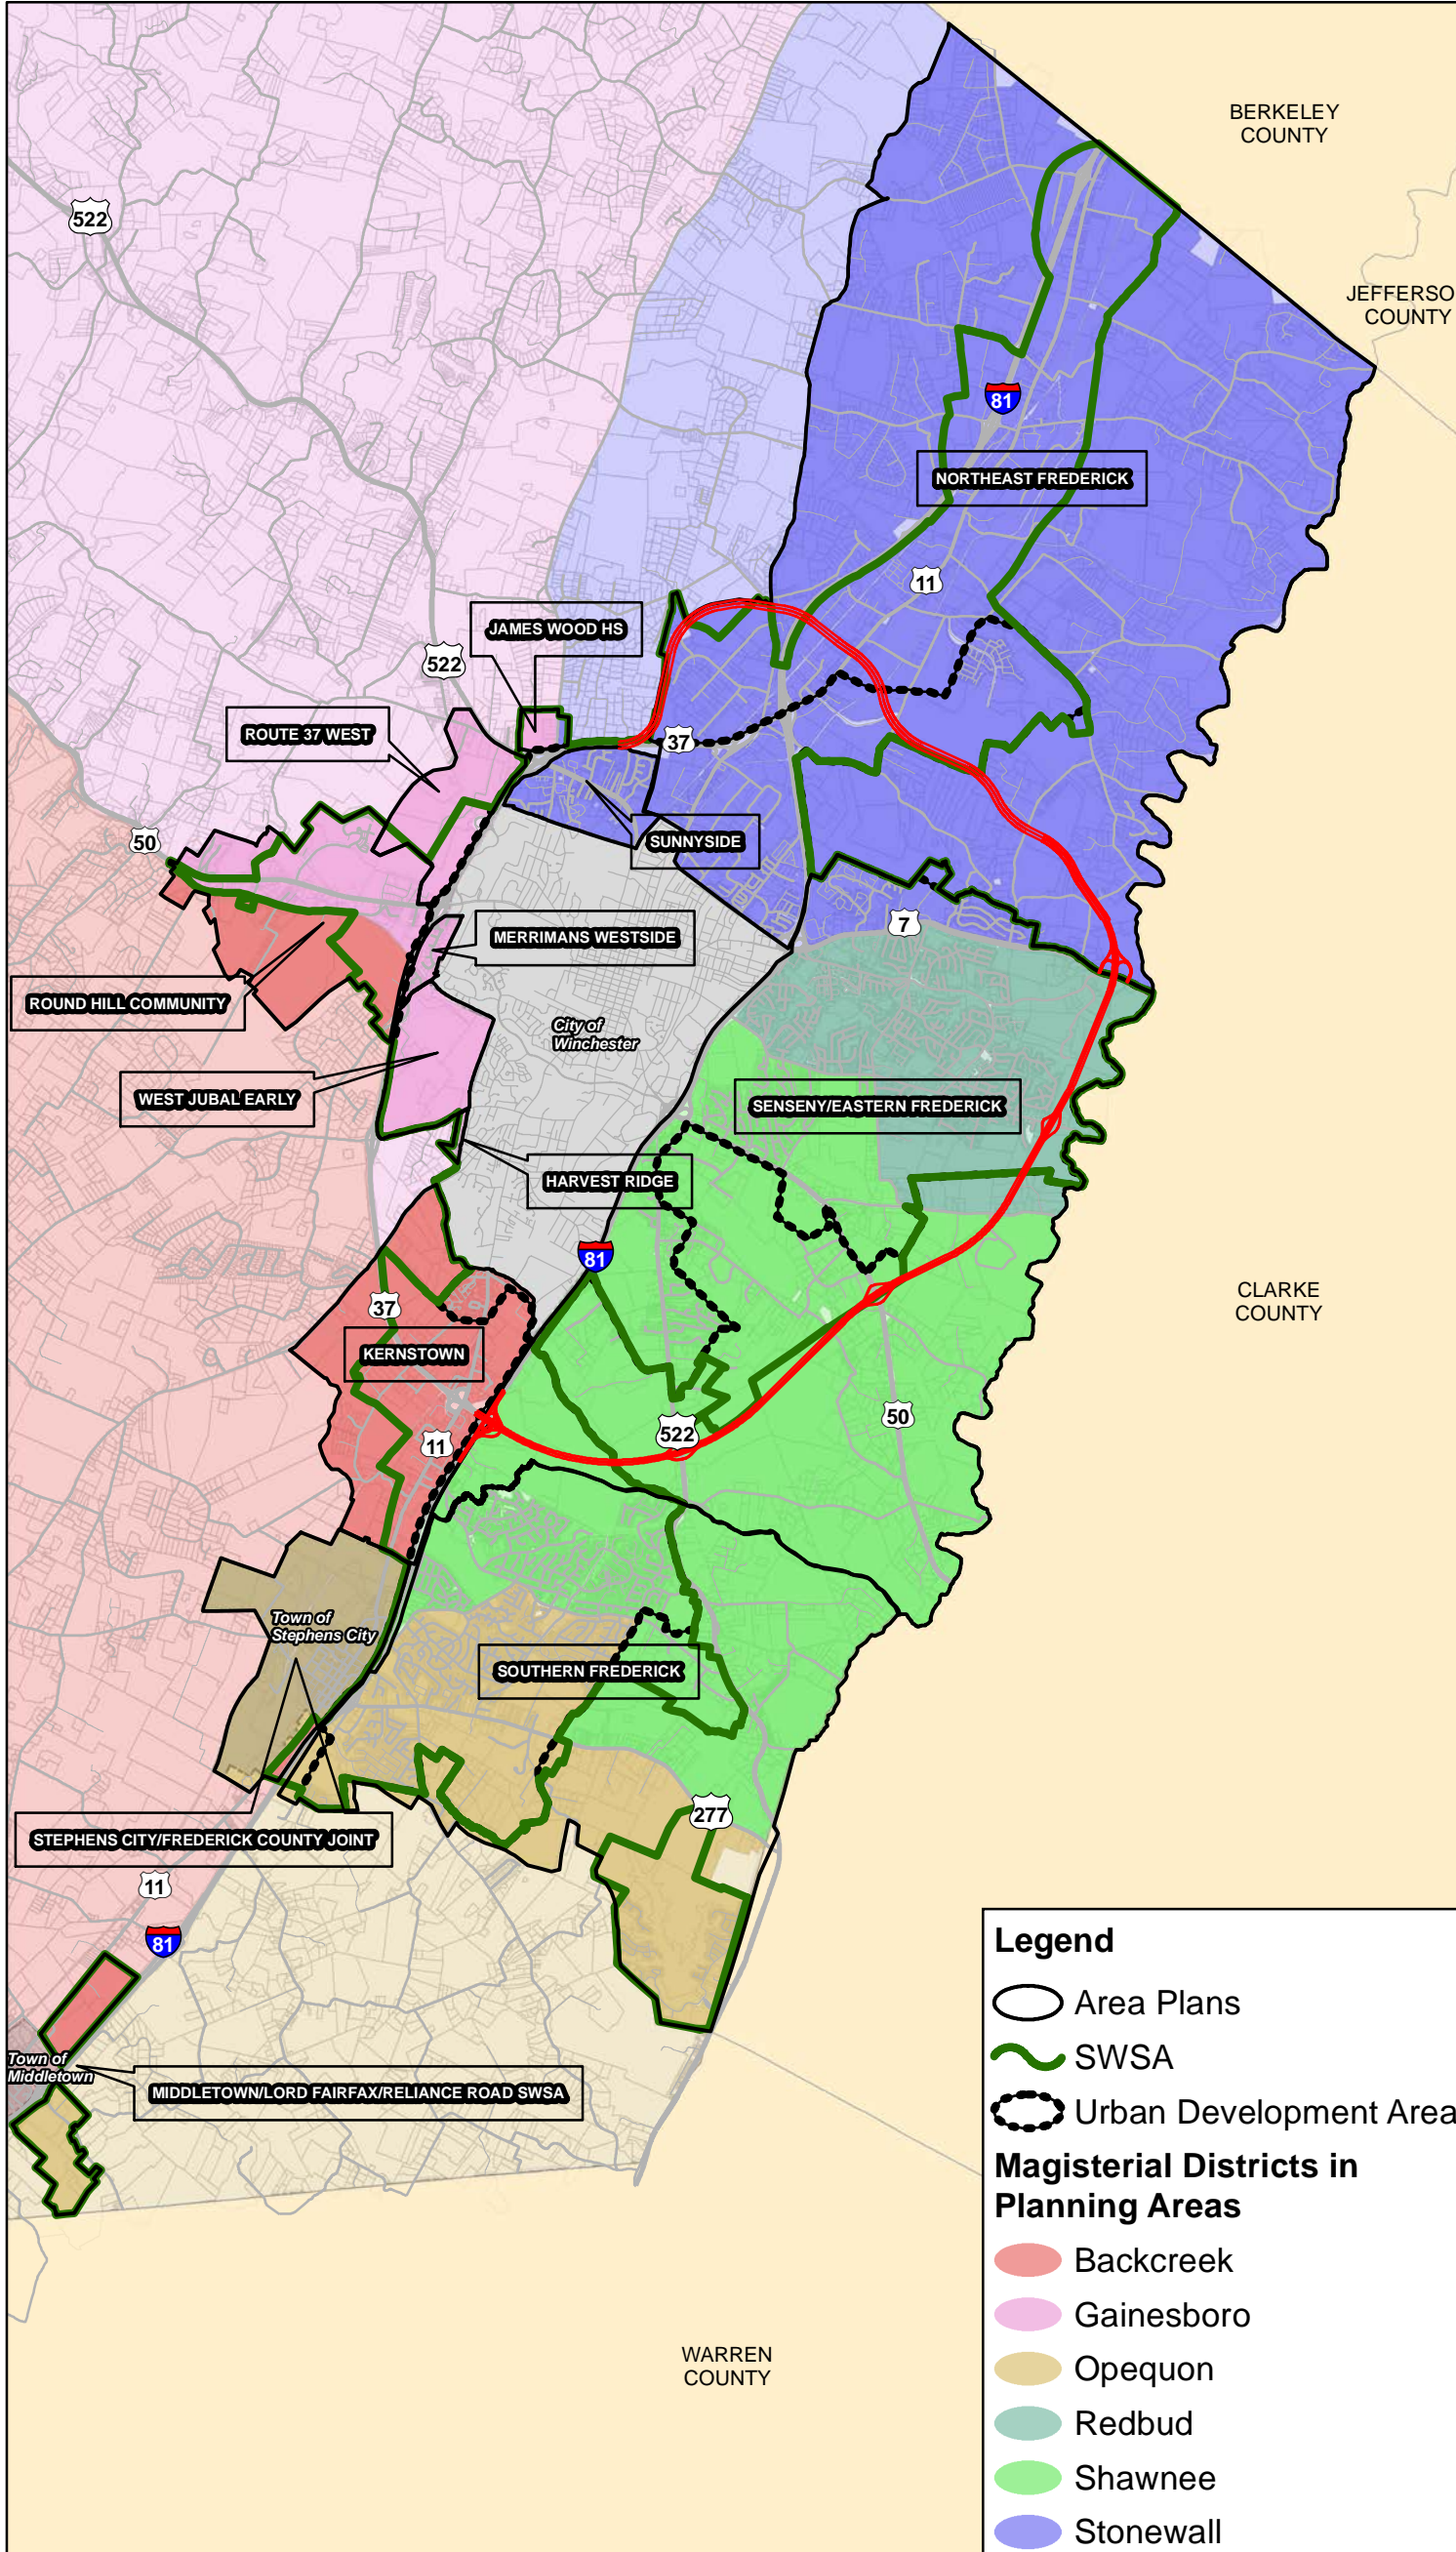 BERKELEY
COUNTY
522
JEFFERSO
COUNTY
81
NORTHEAST FREDERICK
11
JAMES WOOD HS
522
ROUTE 37 WEST
37
50
SUNNYSIDE
7
MERRIMANS WESTSIDE
ROUND HILL COMMUNITY
City of
Winchester
WEST JUBAL EARLY
SENSENY/EASTERN FREDERICK
HARVEST RIDGE
81
CLARKE
COUNTY
37
KERNSTOWN
50
522
11
Town of
Stephens City
SOUTHERN FREDERICK
277
STEPHENS CITY/FREDERICK COUNTY JOINT
11
81
Town of
Middletown
MIDDLETOWN/LORD FAIRFAX/RELIANCE ROAD SWSA
WARREN
COUNTY
Legend
Area Plans
SWSA
Urban Development Area
Magisterial Districts in
Planning Areas
Backcreek
Gainesboro
Opequon
Redbud
Shawnee
Stonewall